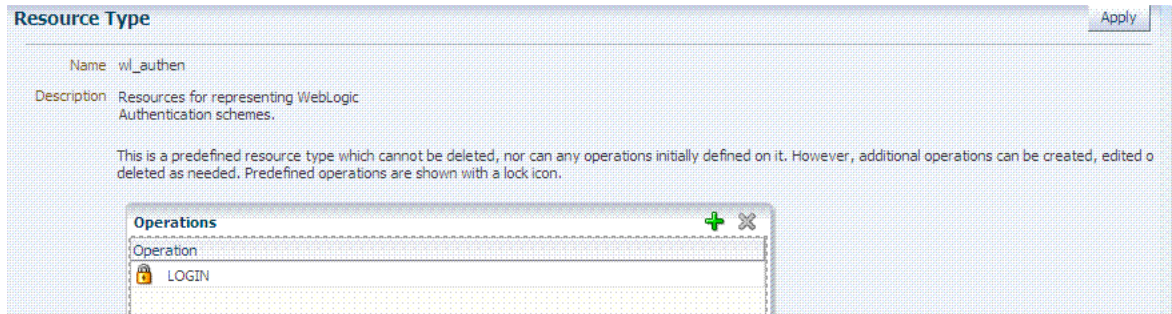 Resource Type
Apply
Name wl_authen
Description Resources for representing WebLogic
Authentication schemes.
This is a predefined resource type which cannot be deleted, nor can any operations initially defined on it. However, additional operations can be created, edited o
deleted as needed. Predefined operations are shown with a lock icon.
Operations
Operation
LOGIN